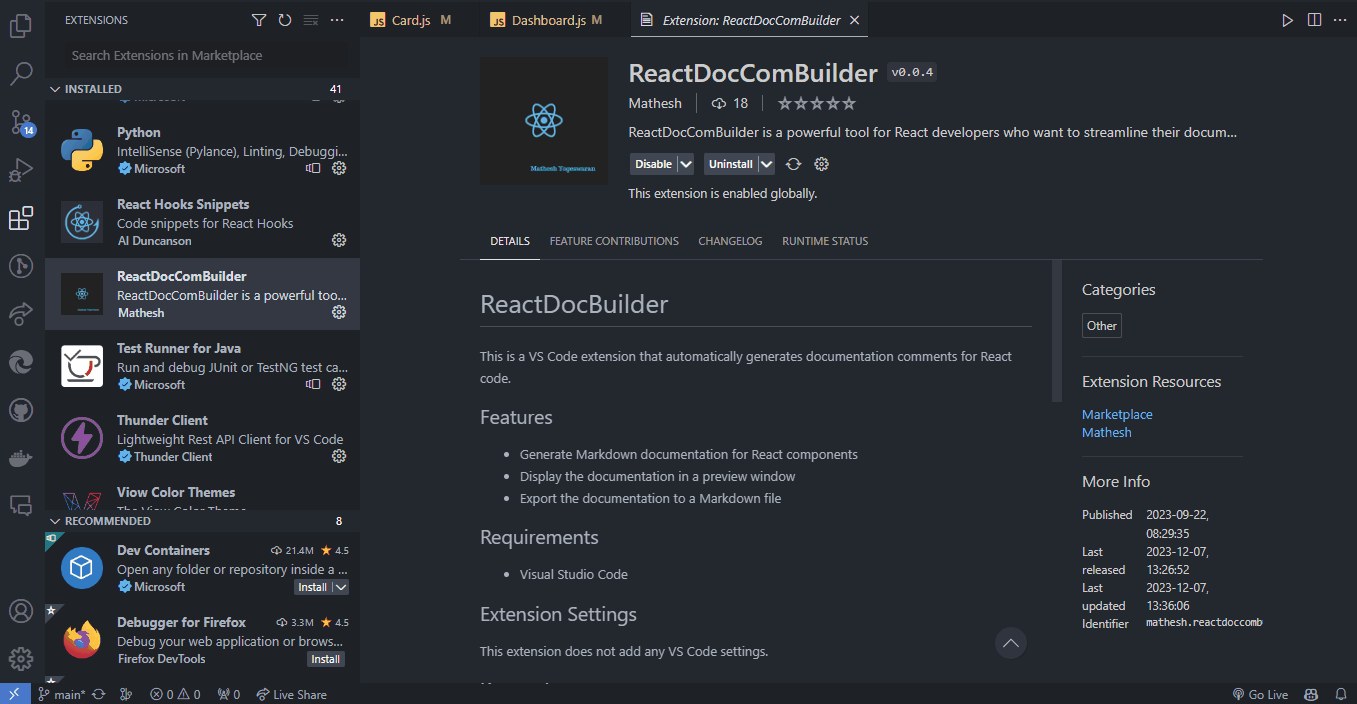 EXTENSIONS
Search Extensions in Marketplace
INSTALLED 41
Microsoft
Python
IntelliSense (Pylance), Linting, Debuggi...
Microsoft
React Hooks Snippets
Code snippets for React Hooks
Al Duncanson
ReactDocComBuilder
ReactDocComBuilder is a powerful too...
Mathesh
Test Runner for Java
Run and debug JUnit or TestNG test ca...
Microsoft
Thunder Client
Lightweight Rest API Client for VS Code
Thunder Client
Viow Color Themes
The Viow Color Theme
RECOMMENDED 8
Dev Containers 21.4M ★ 4.5
Open any folder or repository inside a ...
Microsoft Install
Debugger for Firefox 3.3M ★ 4.5
Debug your web application or brows...
Firefox DevTools Install
14
JS Card.js M JS Dashboard.js M Extension: ReactDocComBuilder
Mathesh Yogeswaran
ReactDocComBuilder v0.0.4
Mathesh 18
ReactDocComBuilder is a powerful tool for React developers who want to streamline their docum...
Disable Uninstall
This extension is enabled globally.
DETAILS FEATURE CONTRIBUTIONS CHANGELOG RUNTIME STATUS
ReactDocBuilder
This is a VS Code extension that automatically generates documentation comments for React
code.
Features
• Generate Markdown documentation for React components
• Display the documentation in a preview window
• Export the documentation to a Markdown file
Requirements
• Visual Studio Code
Extension Settings
This extension does not add any VS Code settings.
Categories
Other
Extension Resources
Marketplace
Mathesh
More Info
Published 2023-09-22,
08:29:35
Last 2023-12-07,
released 13:26:52
Last 2023-12-07,
updated 13:36:06
Identifier mathesh.reactdoccomb
main* 0 0 0 Live Share Go Live